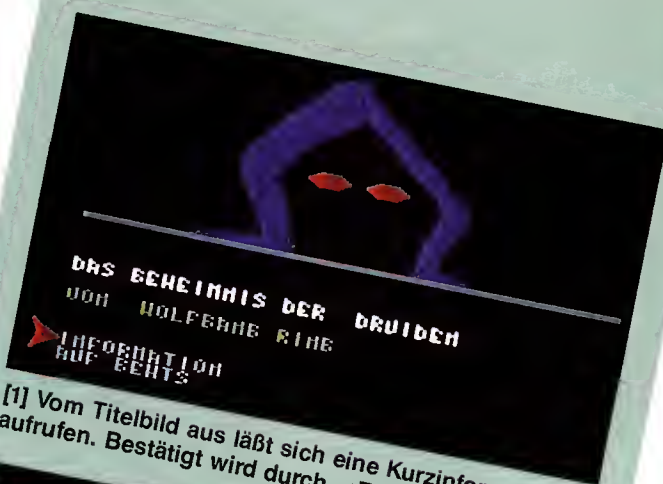 DAS GEHEIMNIS DER DRUIDEN
VON WOLFGANG RING
INFORMATION
AUF GEHTS
[1] Vom Titelbild aus läßt sich eine
aufrufen. Bestätigt wird durch